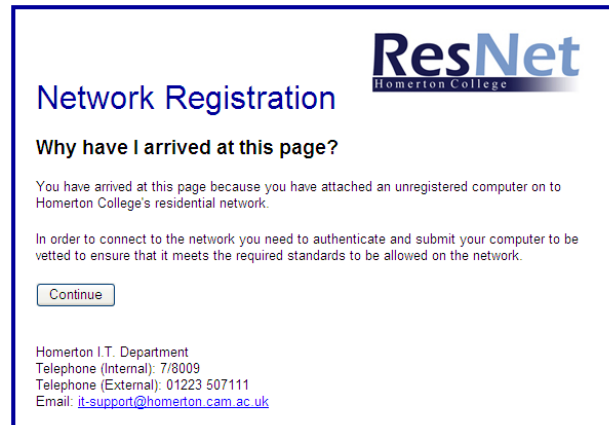 ResNet
Homerton College
Network Registration
Why have I arrived at this page?
You have arrived at this page because you have attached an unregistered computer on to
Homerton College's residential network.
In order to connect to the network you need to authenticate and submit your computer to be
vetted to ensure that it meets the required standards to be allowed on the network.
Continue
Homerton I.T. Department
Telephone (Internal): 7/8009
Telephone (External): 01223 507111
Email: it-support@homerton.cam.ac.uk